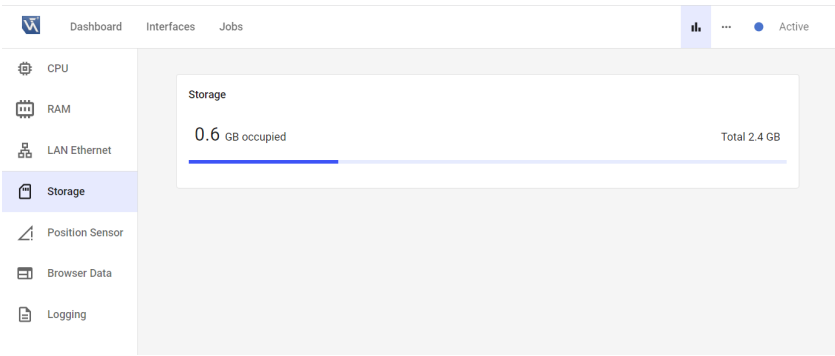 Dashboard Interfaces Jobs Active
CPU
RAM
LAN Ethernet
Storage
Position Sensor
Browser Data
Logging
Storage
0.6 GB occupied Total 2.4 GB